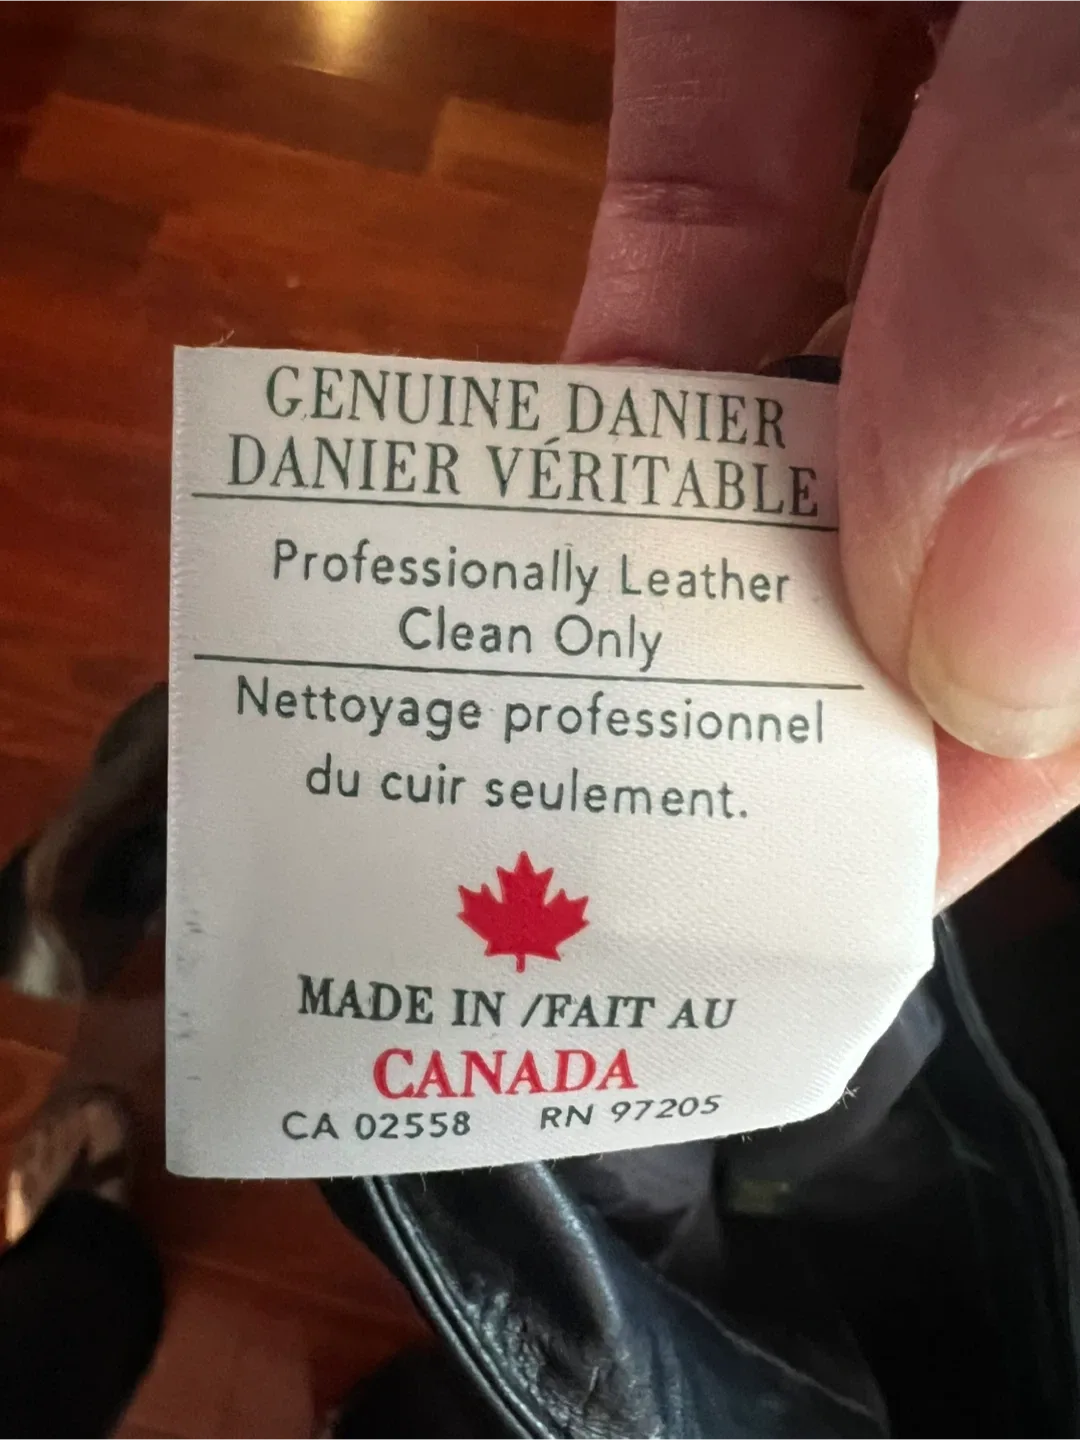 GENUINE DANIER
DANIER VÉRITABLE
Professionally Leather
Clean Only
Nettoyage professionnel
du cuir seulement.
MADE IN /FAIT AU
CANADA
CA 02558 RN 97205